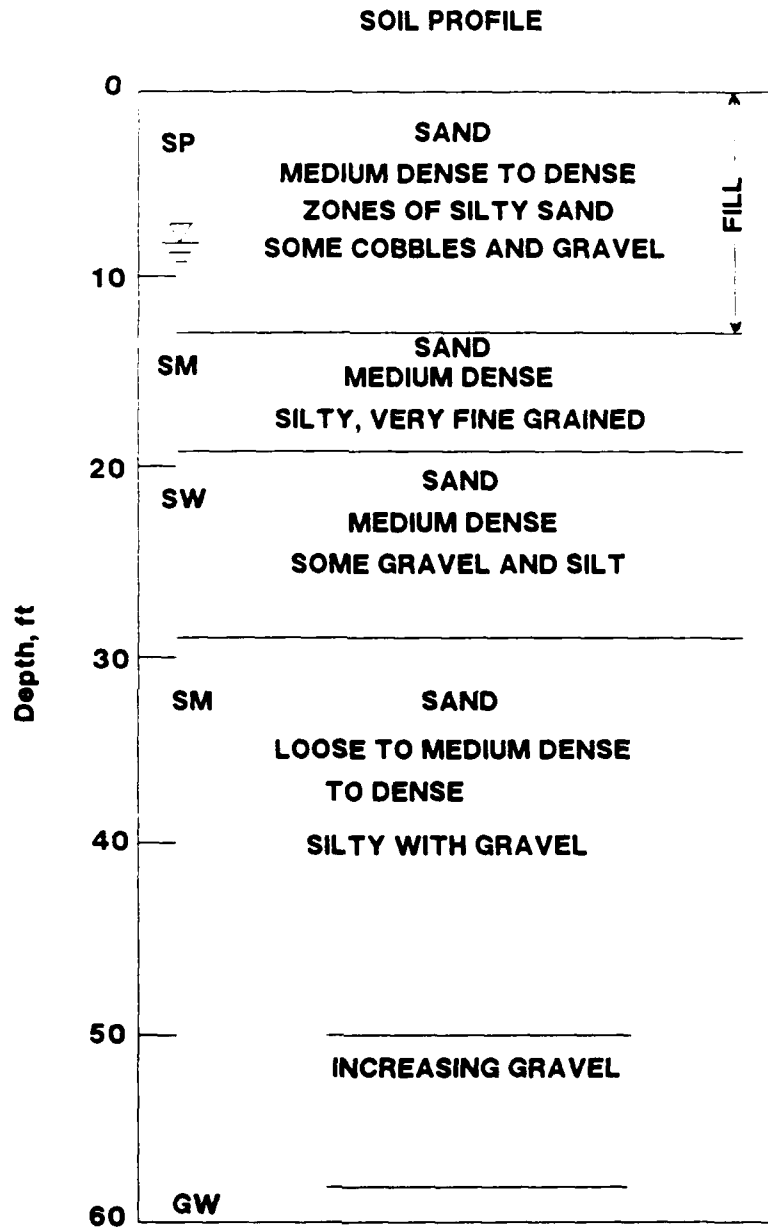 SOIL PROFILE
0
SP
SAND
MEDIUM DENSE TO DENSE
ZONES OF SILTY SAND
SOME COBBLES AND GRAVEL
FILL
10
SAND
SM
MEDIUM DENSE
SILTY, VERY FINE GRAINED
20
SAND
SW
MEDIUM DENSE
SOME GRAVEL AND SILT
Depth, ft
30
SM
SAND
LOOSE TO MEDIUM DENSE
TO DENSE
40
SILTY WITH GRAVEL
50
INCREASING GRAVEL
GW
60